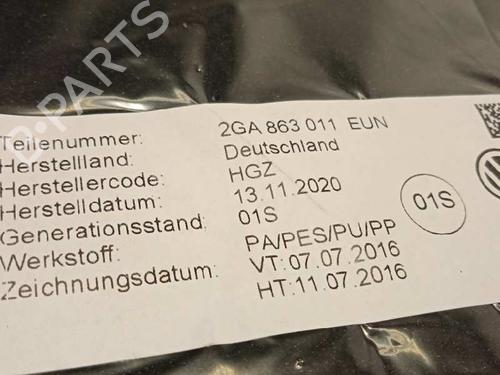 Teilenummer: 2GA 863 011 EUN
Herstellland: Deutschland
Herstellercode: HGZ
Herstelldatum: 13.11.2020
Generationsstand: 01S
Werkstoff: PA/PES/PU/PP
Zeichnungsdatum: VT:07.07.2016
HT:11.07.2016
01S
B-PARTS